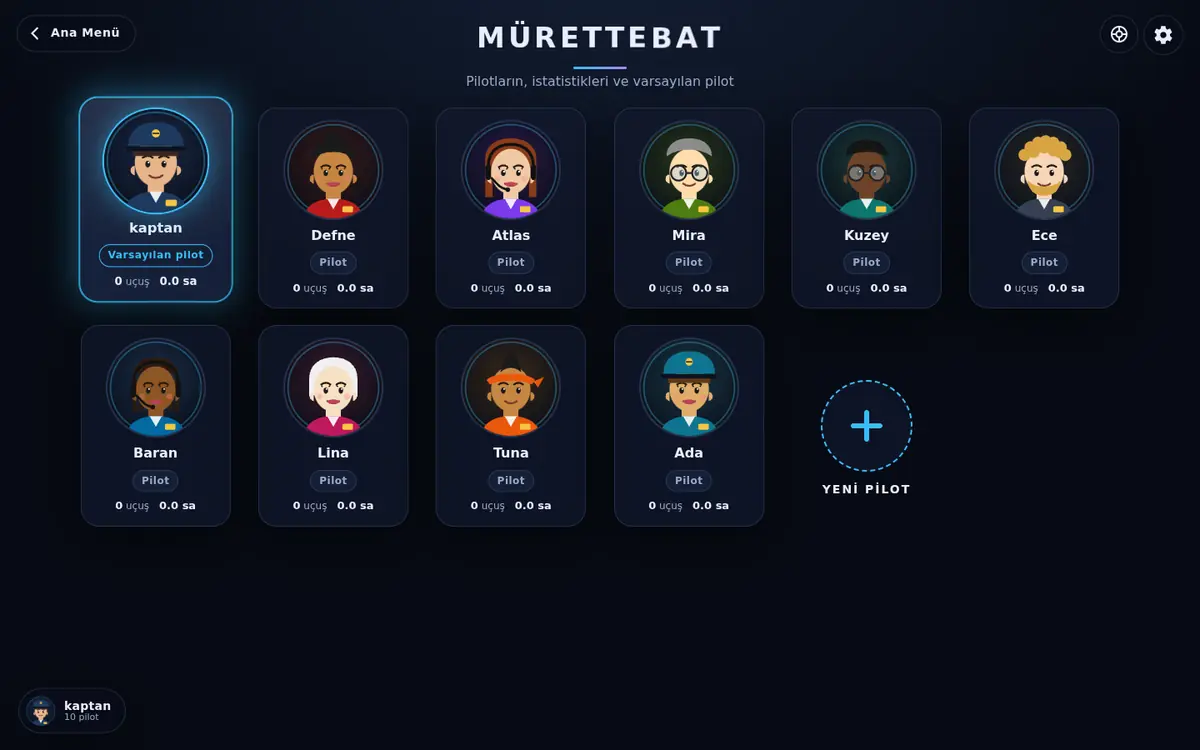 Ana Menü
MÜRETTEBAT
Pilotların, istatistikleri ve varsayılan pilot
kaptan
Varsayılan pilot
0 uçuş 0.0 sa
Defne
Pilot
0 uçuş 0.0 sa
Atlas
Pilot
0 uçuş 0.0 sa
Mira
Pilot
0 uçuş 0.0 sa
Kuzey
Pilot
0 uçuş 0.0 sa
Ece
Pilot
0 uçuş 0.0 sa
Baran
Pilot
0 uçuş 0.0 sa
Lina
Pilot
0 uçuş 0.0 sa
Tuna
Pilot
0 uçuş 0.0 sa
Ada
Pilot
0 uçuş 0.0 sa
YENİ PİLOT
kaptan
10 pilot